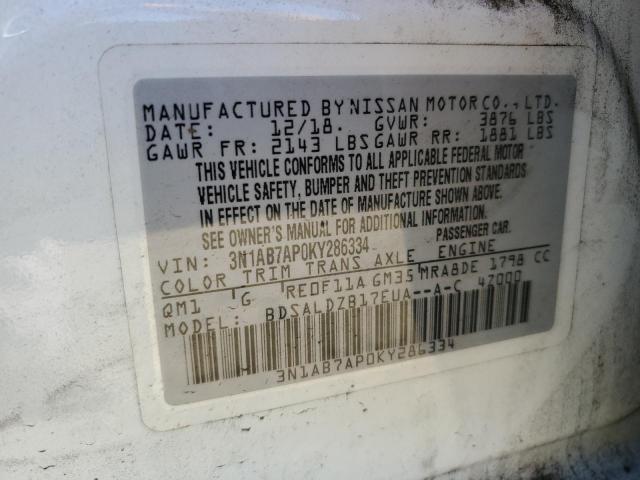 MANUFACTURED BY NISSAN MOTOR CO., LTD.
DATE: 12/18. GVWR: 3876 LBS
GAWR FR: 2143 LBS GAWR RR: 1881 LBS
THIS VEHICLE CONFORMS TO ALL APPLICABLE FEDERAL MOTOR
VEHICLE SAFETY, BUMPER AND THEFT PREVENTION STANDARDS
IN EFFECT ON THE DATE OF MANUFACTURE SHOWN ABOVE.
SEE OWNER'S MANUAL FOR ADDITIONAL INFORMATION.
VIN: 3N1AB7AP0KY286334 PASSENGER CAR.
COLOR TRIM TRANS AXLE ENGINE
QM1 G RE0F11A GM35 MRA8DE 1798 CC
MODEL: BDSALDZB17EUA--A-C 47000
3N1AB7AP0KY286334